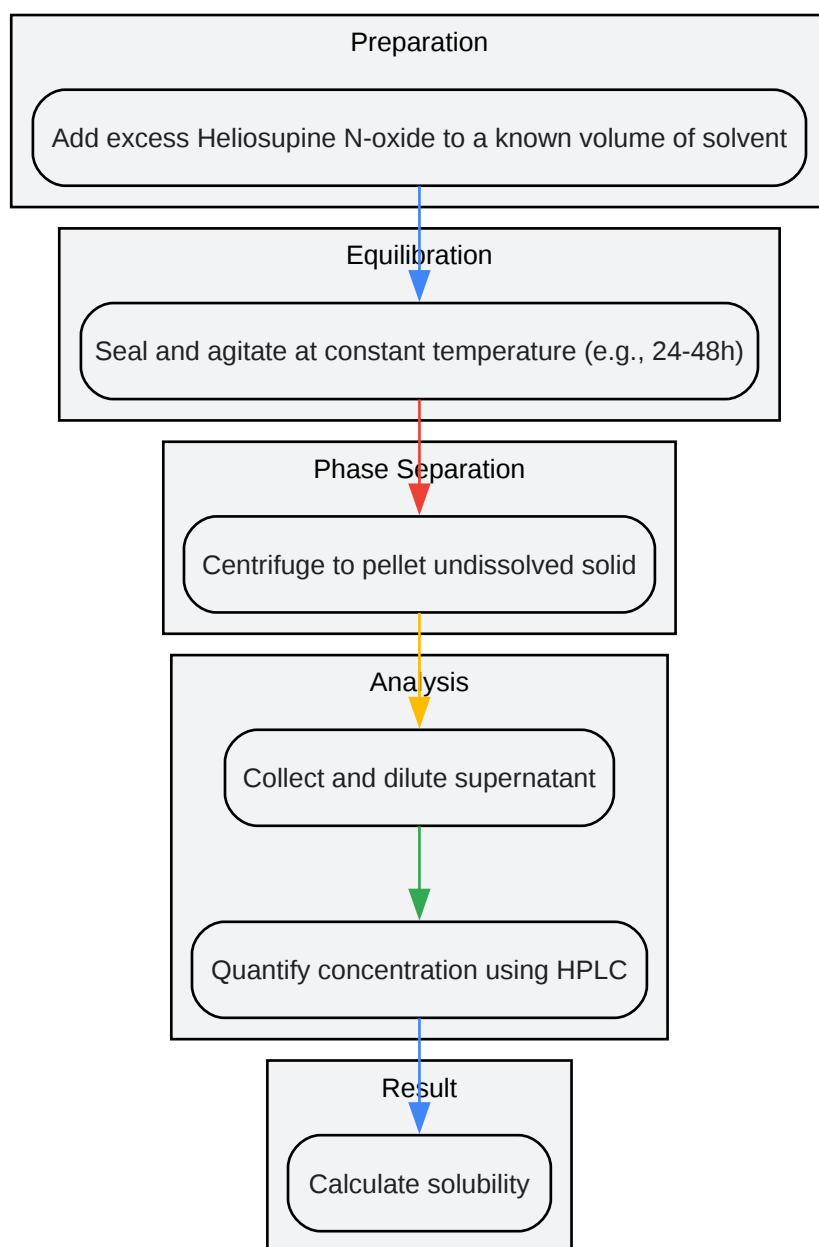 Preparation
Add excess Heliosupine N-oxide to a known volume of solvent
Equilibration
Seal and agitate at constant temperature (e.g., 24-48h)
Phase Separation
Centrifuge to pellet undissolved solid
Analysis
Collect and dilute supernatant
Quantify concentration using HPLC
Result
Calculate solubility